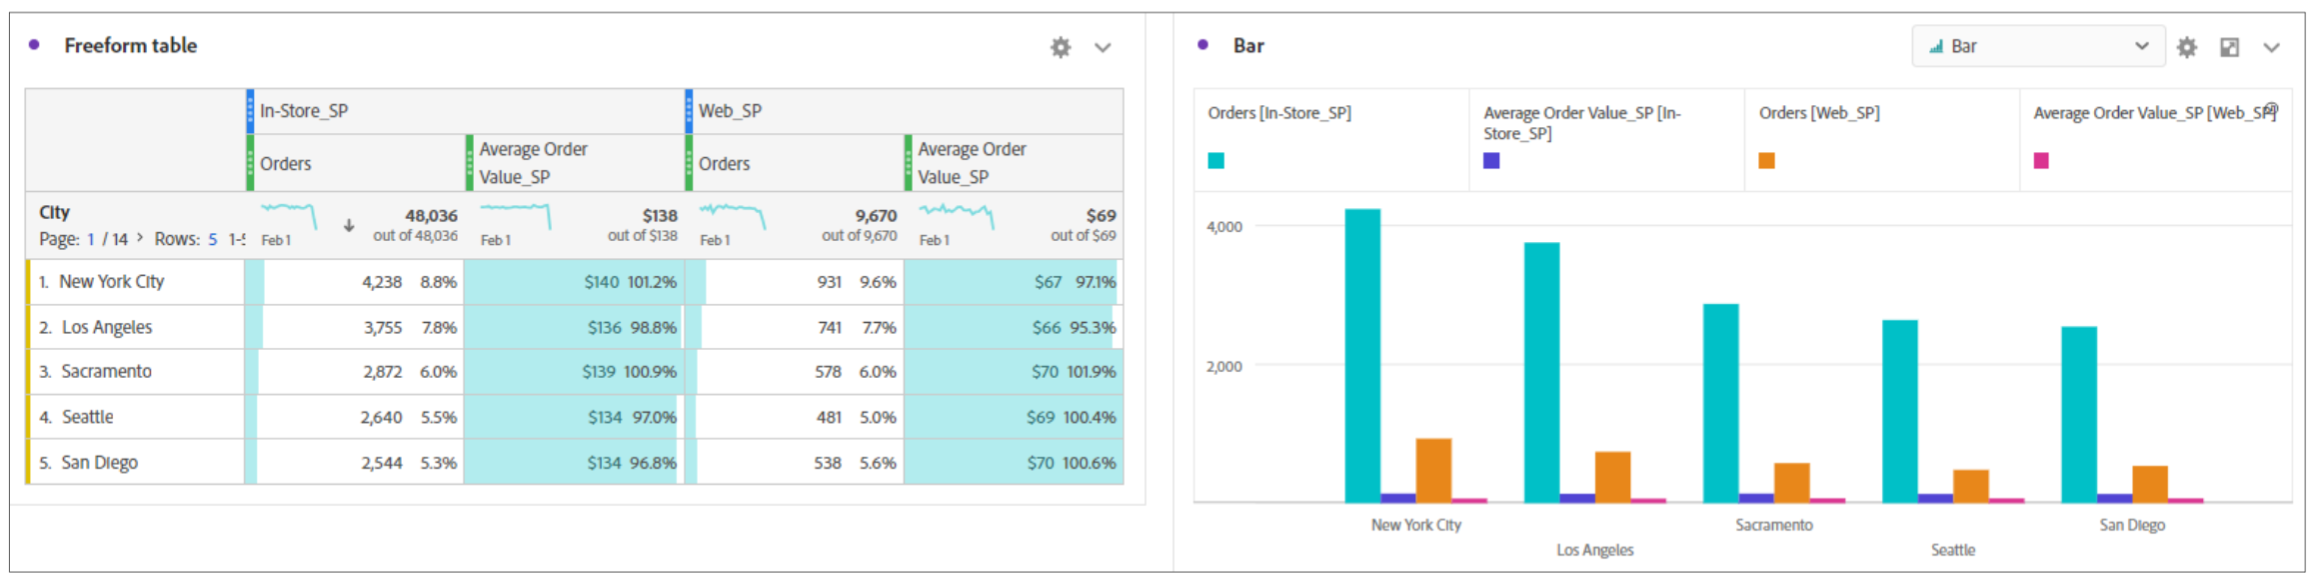 Freeform table
In-Store_SP
Web_SP
Orders
Average Order
Value_SP
Orders
Average Order
Value_SP
City
Page: 1 / 14 > Rows: 5 1-5
Feb 1
48,036
out of 48,036
Feb 1
$138
out of $138
Feb 1
9,670
out of 9,670
Feb 1
$69
out of $69
1. New York City 4,238 8.8% $140 101.2% 931 9.6% $67 97.1%
2. Los Angeles 3,755 7.8% $136 98.8% 741 7.7% $66 95.3%
3. Sacramento 2,872 6.0% $139 100.9% 578 6.0% $70 101.9%
4. Seattle 2,640 5.5% $134 97.0% 481 5.0% $69 100.4%
5. San Diego 2,544 5.3% $134 96.8% 538 5.6% $70 100.6%
Bar
Bar
Orders [In-Store_SP]
Average Order Value_SP [In-
Store_SP]
Orders [Web_SP]
Average Order Value_SP [Web_SP]
4,000
2,000
New York City
Los Angeles
Sacramento
Seattle
San Diego